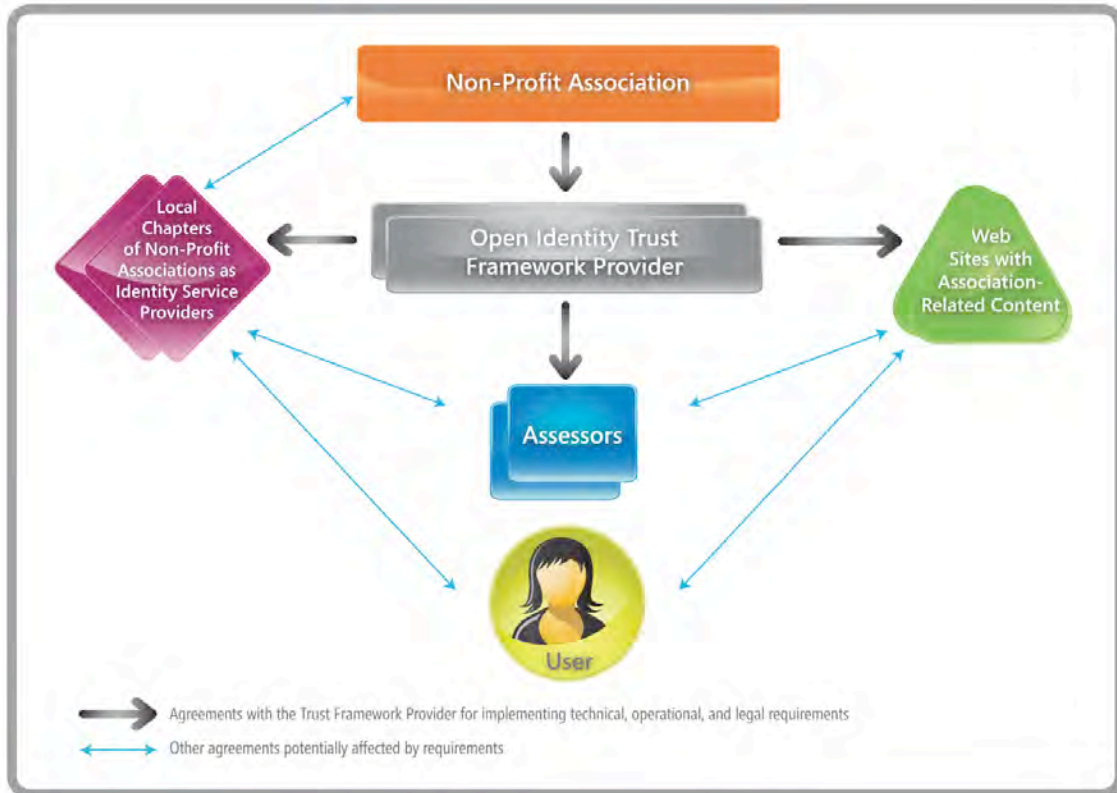 Non-Profit Association
Local
Chapters
of Non-Profit
Associations as
Identity Service
Providers
Open Identity Trust
Framework Provider
Web
Sites with
Association-
Related Content
Assessors
User
Agreements with the Trust Framework Provider for implementing technical, operational, and legal requirements
Other agreements potentially affected by requirements